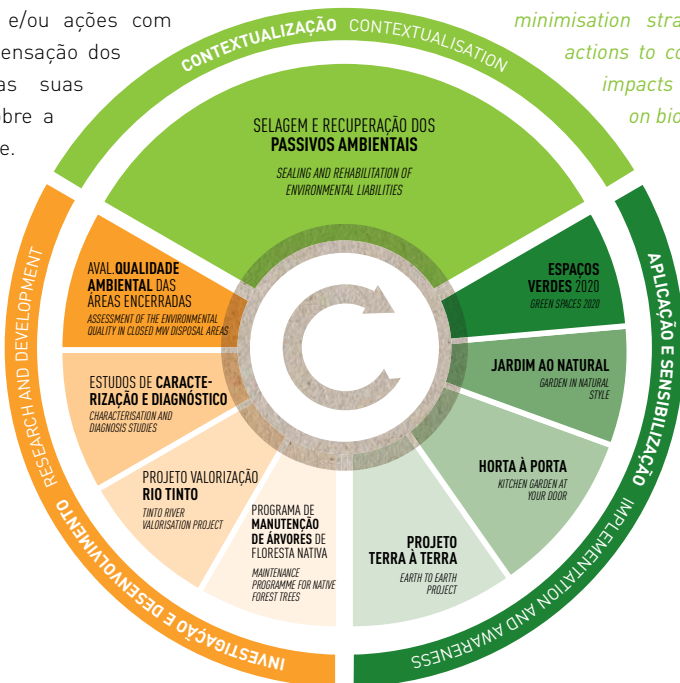 e/ou ações com
ensação dos
as suas
bre a
e.
minimisation stra
actions to co
impacts
on bio
CONTEXTUALIZAÇÃO CONTEXTUALISATION
SELAGEM E RECUPERAÇÃO DOS
PASSIVOS AMBIENTAIS
SEALING AND REHABILITATION OF
ENVIRONMENTAL LIABILITIES
INVESTIGAÇÃO E DESENVOLVIMENTO RESEARCH AND DEVELOPMENT
AVAL.QUALIDADE
AMBIENTAL DAS
ÁREAS ENCERRADAS
ASSESSMENT OF THE ENVIRONMENTAL
QUALITY IN CLOSED MW DISPOSAL AREAS
ESTUDOS DE CARACTE-
RIZAÇÃO E DIAGNÓSTICO
CHARACTERISATION AND
DIAGNOSIS STUDIES
PROJETO VALORIZAÇÃO
RIO TINTO
TINTO RIVER
VALORISATION PROJECT
PROGRAMA DE
MANUTENÇÃO
DE ÁRVORES DE
FLORESTA NATIVA
MAINTENANCE
PROGRAMME FOR NATIVE
FOREST TREES
APLICAÇÃO E SENSIBILIZAÇÃO IMPLEMENTATION AND AWARENESS
ESPAÇOS
VERDES 2020
GREEN SPACES 2020
JARDIM AO NATURAL
GARDEN IN NATURAL
STYLE
HORTA À PORTA
KITCHEN GARDEN AT
YOUR DOOR
PROJETO
TERRA À TERRA
EARTH TO EARTH
PROJECT